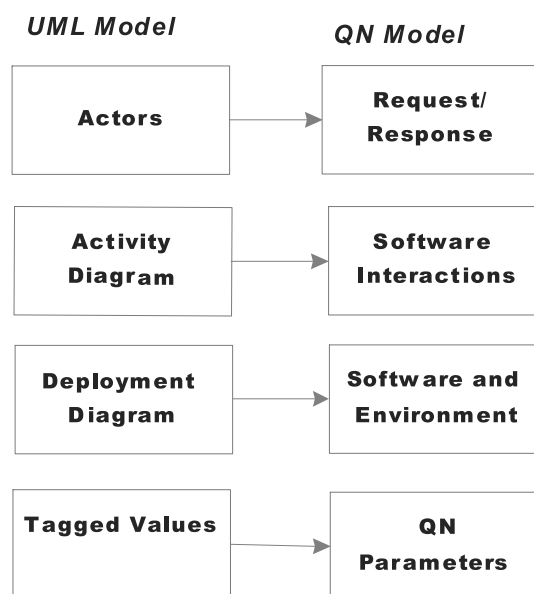 UML Model
QN Model
Actors
Request/
Response
Activity
Diagram
Software
Interactions
Deployment
Diagram
Software and
Environment
Tagged Values
QN
Parameters